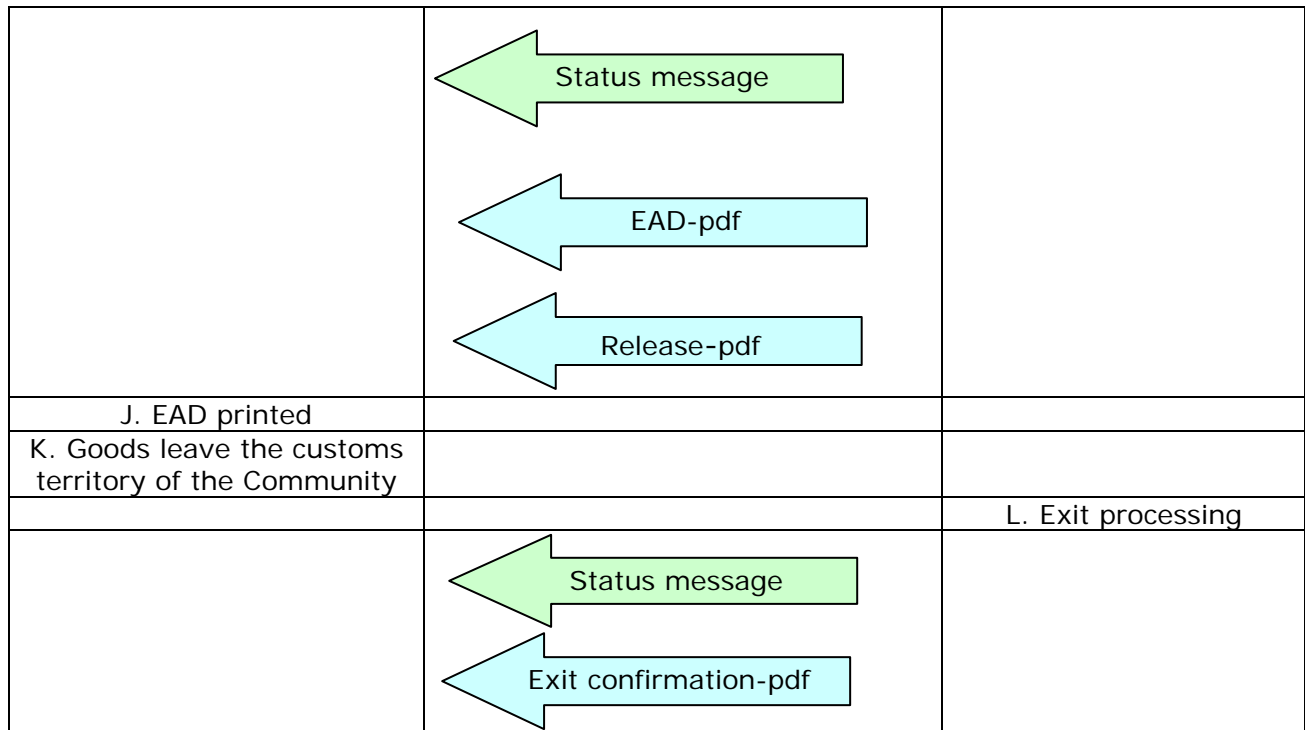 Status message
EAD-pdf
Release-pdf
J. EAD printed
K. Goods leave the customs
territory of the Community
L. Exit processing
Status message
Exit confirmation-pdf